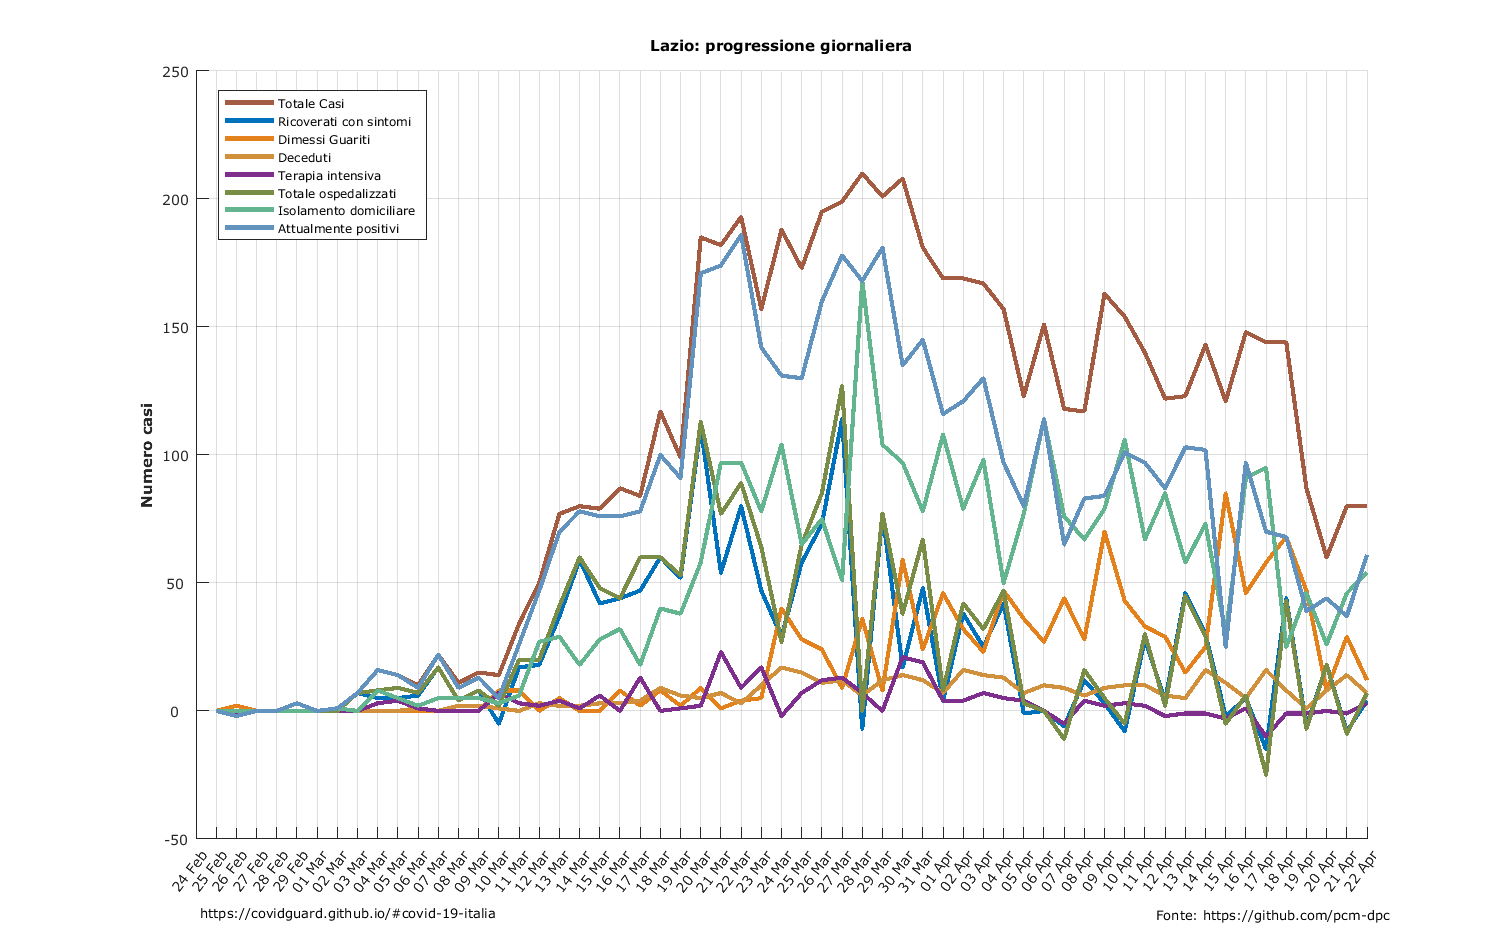 Lazio: progressione giornaliera
250
200
150
100
50
0
-50
Numero casi
Totale Casi
Ricoverati con sintomi
Dimessi Guariti
Deceduti
Terapia intensiva
Totale ospedalizzati
Isolamento domiciliare
Attualmente positivi
24 Feb
25 Feb
26 Feb
27 Feb
28 Feb
29 Feb
01 Mar
02 Mar
03 Mar
04 Mar
05 Mar
06 Mar
07 Mar
08 Mar
09 Mar
10 Mar
11 Mar
12 Mar
13 Mar
14 Mar
15 Mar
16 Mar
17 Mar
18 Mar
19 Mar
20 Mar
21 Mar
22 Mar
23 Mar
24 Mar
25 Mar
26 Mar
27 Mar
28 Mar
29 Mar
30 Mar
31 Mar
01 Apr
02 Apr
03 Apr
04 Apr
05 Apr
06 Apr
07 Apr
08 Apr
09 Apr
10 Apr
11 Apr
12 Apr
13 Apr
14 Apr
15 Apr
16 Apr
17 Apr
18 Apr
19 Apr
20 Apr
21 Apr
22 Apr
https://covidguard.github.io/#covid-19-italia
Fonte: https://github.com/pcm-dpc